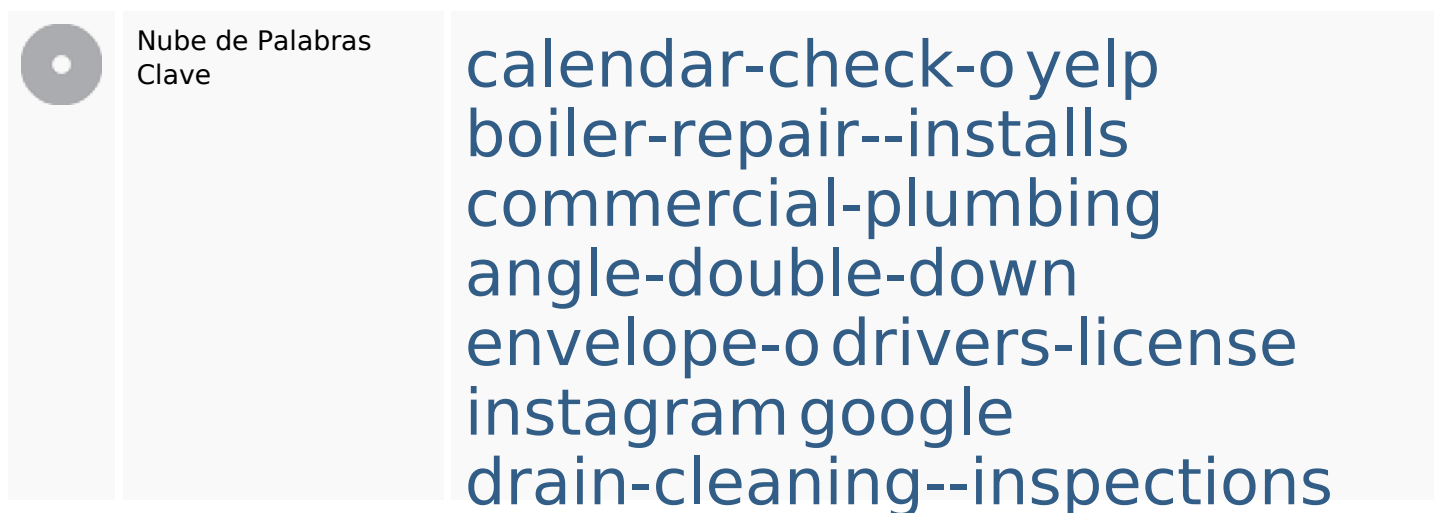 Nube de Palabras
Clave
calendar-check-o yelp
boiler-repair--installs
commercial-plumbing
angle-double-down
envelope-o drivers-license
instagram google
drain-cleaning--inspections